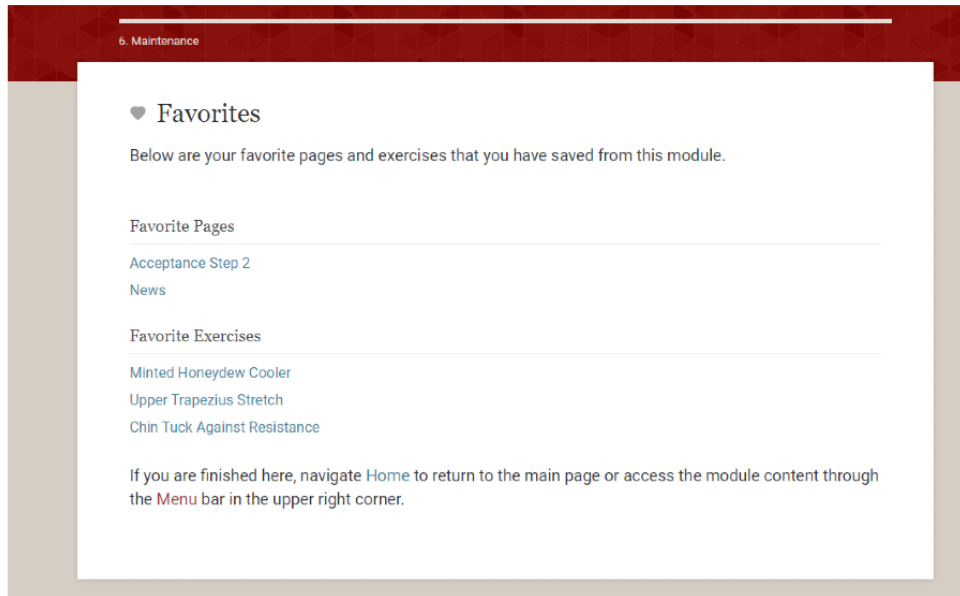 6. Maintenance
Favorites
Below are your favorite pages and exercises that you have saved from this module.
Favorite Pages
Acceptance Step 2
News
Favorite Exercises
Minted Honeydew Cooler
Upper Trapezius Stretch
Chin Tuck Against Resistance
If you are finished here, navigate Home to return to the main page or access the module content through
the Menu bar in the upper right corner.